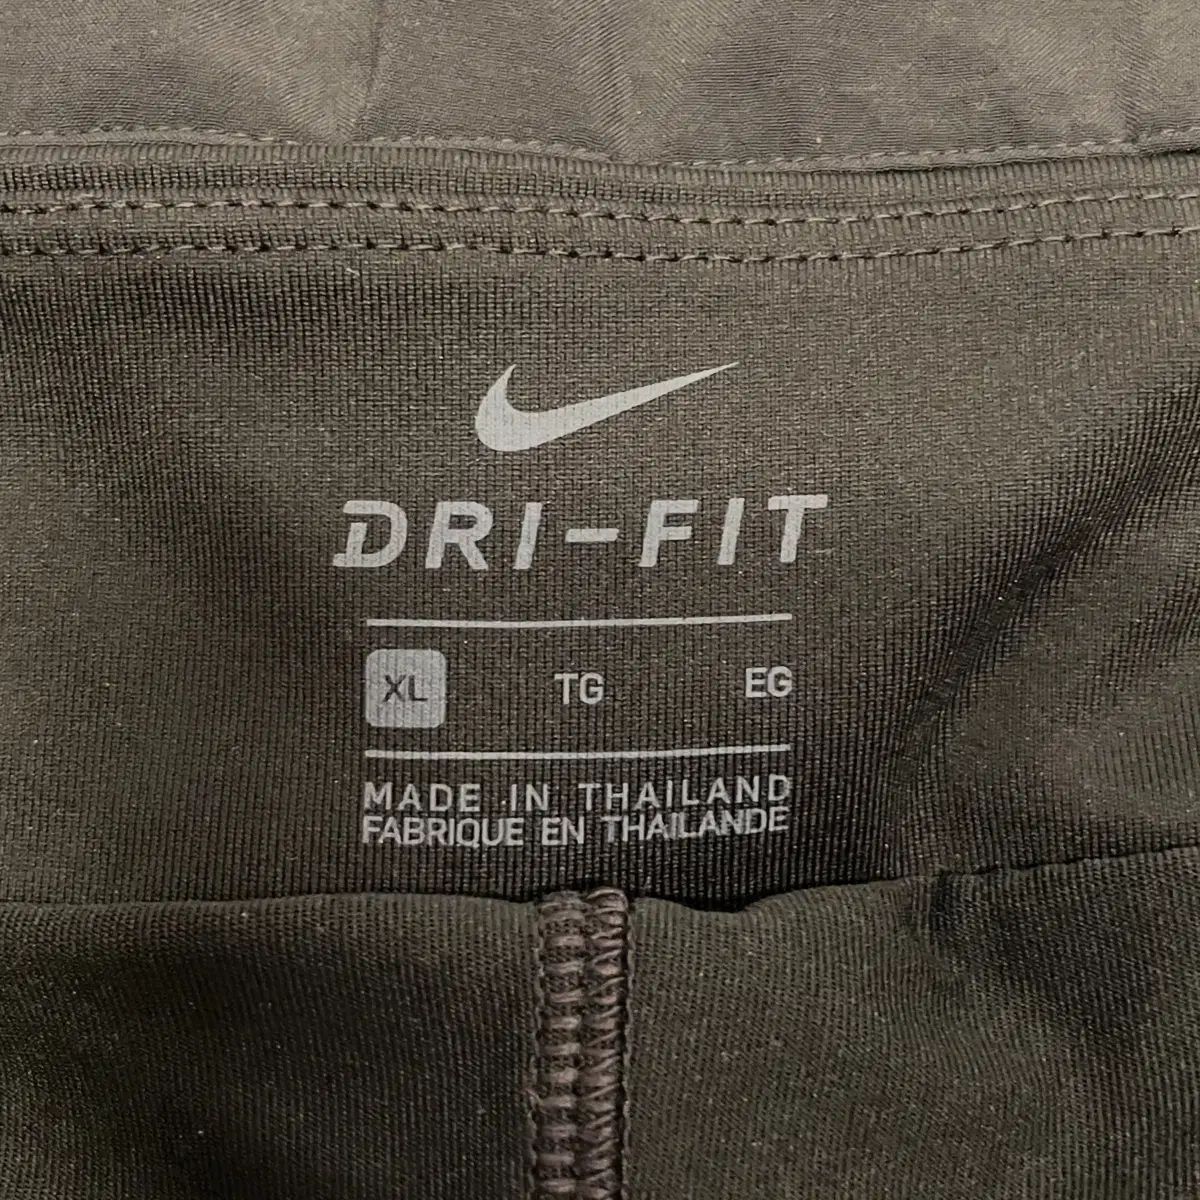 DRI-FIT
XL TG EG
MADE IN THAILAND
FABRIQUE EN THAILANDE